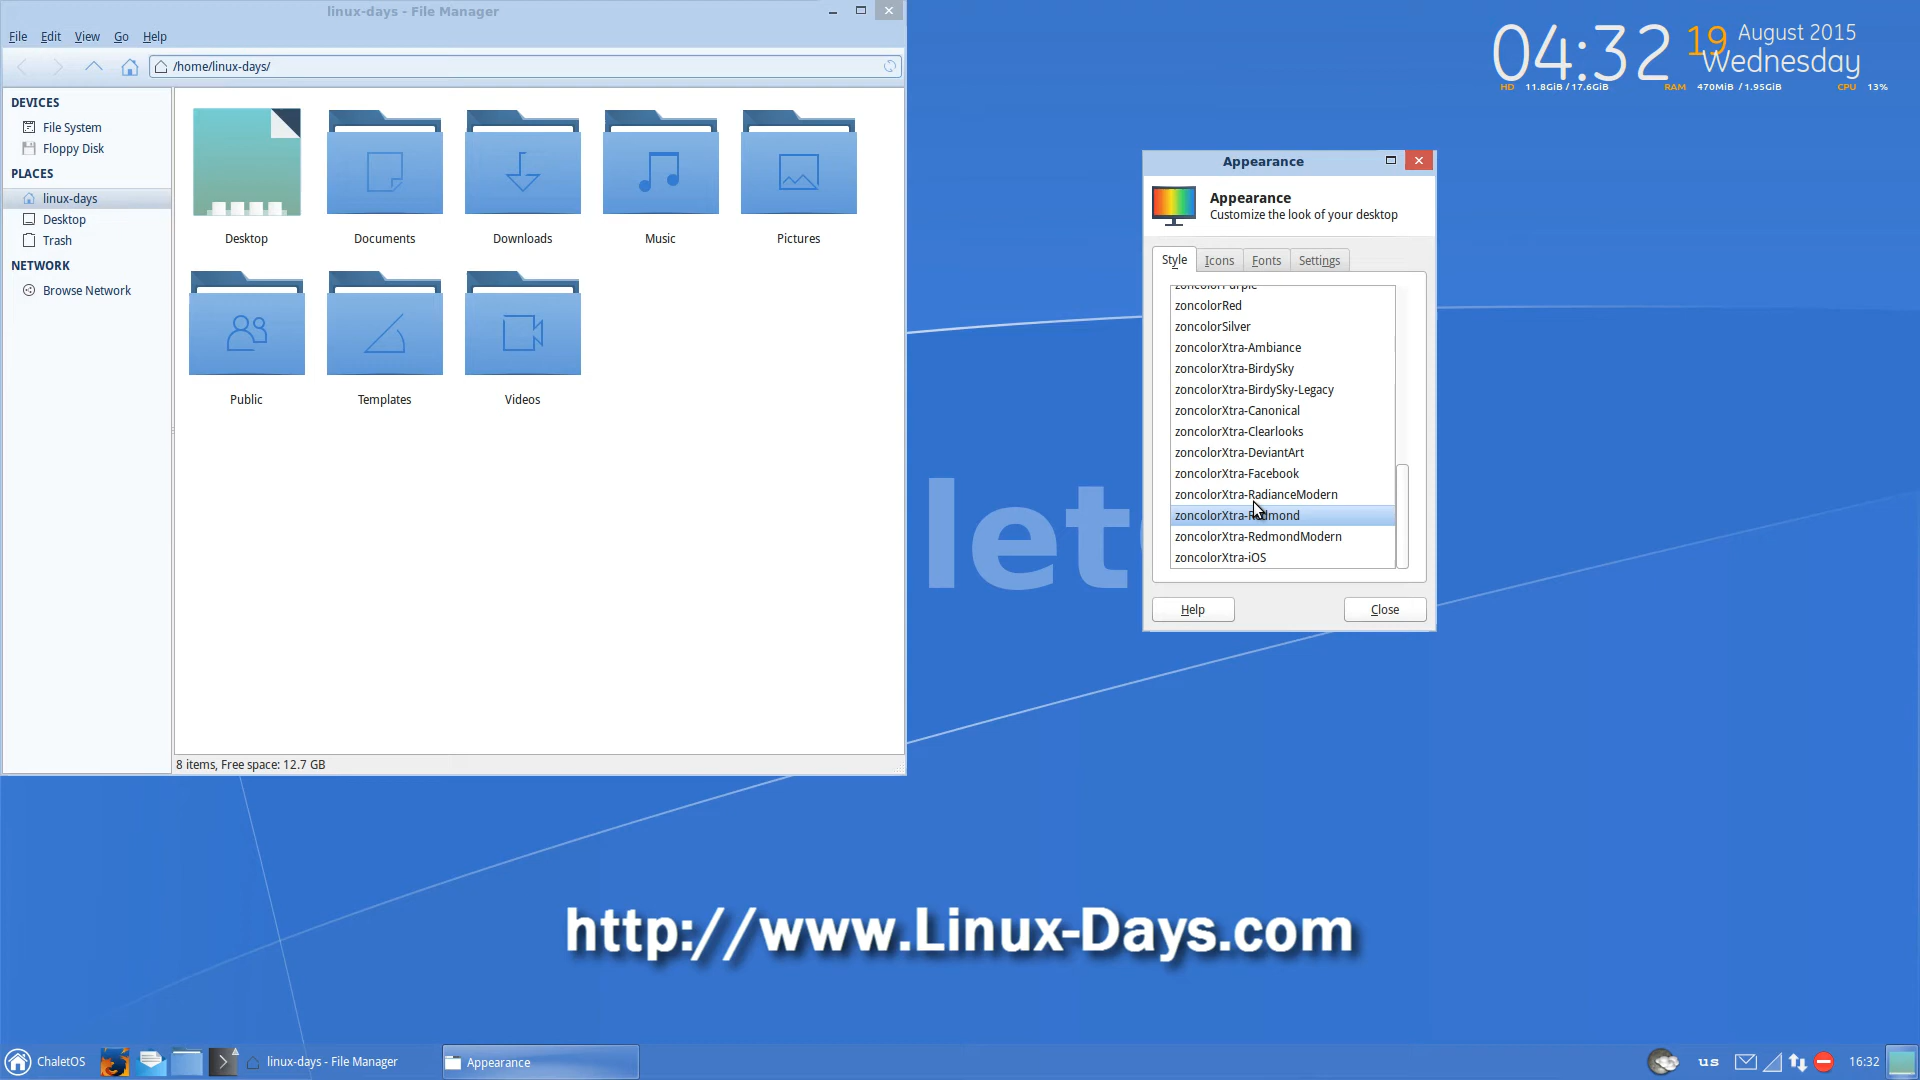 linux-days - File Manager
File Edit View Go Help
/home/linux-days/
DEVICES
File System
Floppy Disk
PLACES
linux-days
Desktop
Trash
NETWORK
Browse Network
Desktop
Documents
Downloads
Music
Pictures
Public
Templates
Videos
8 items, Free space: 12.7 GB
04:32
19 August 2015
Wednesday
HD 11.8GiB / 17.6GiB RAM 470MiB / 1.95GiB CPU 13%
Appearance
Appearance
Customize the look of your desktop
Style Icons Fonts Settings
zoncolorPurple
zoncolorRed
zoncolorSilver
zoncolorXtra-Ambiance
zoncolorXtra-BirdySky
zoncolorXtra-BirdySky-Legacy
zoncolorXtra-Canonical
zoncolorXtra-Clearlooks
zoncolorXtra-DeviantArt
zoncolorXtra-Facebook
zoncolorXtra-RadianceModern
zoncolorXtra-Redmond
zoncolorXtra-RedmondModern
zoncolorXtra-iOS
Help Close
let
http://www.Linux-Days.com
ChaletOS
linux-days - File Manager
Appearance
us
16:32